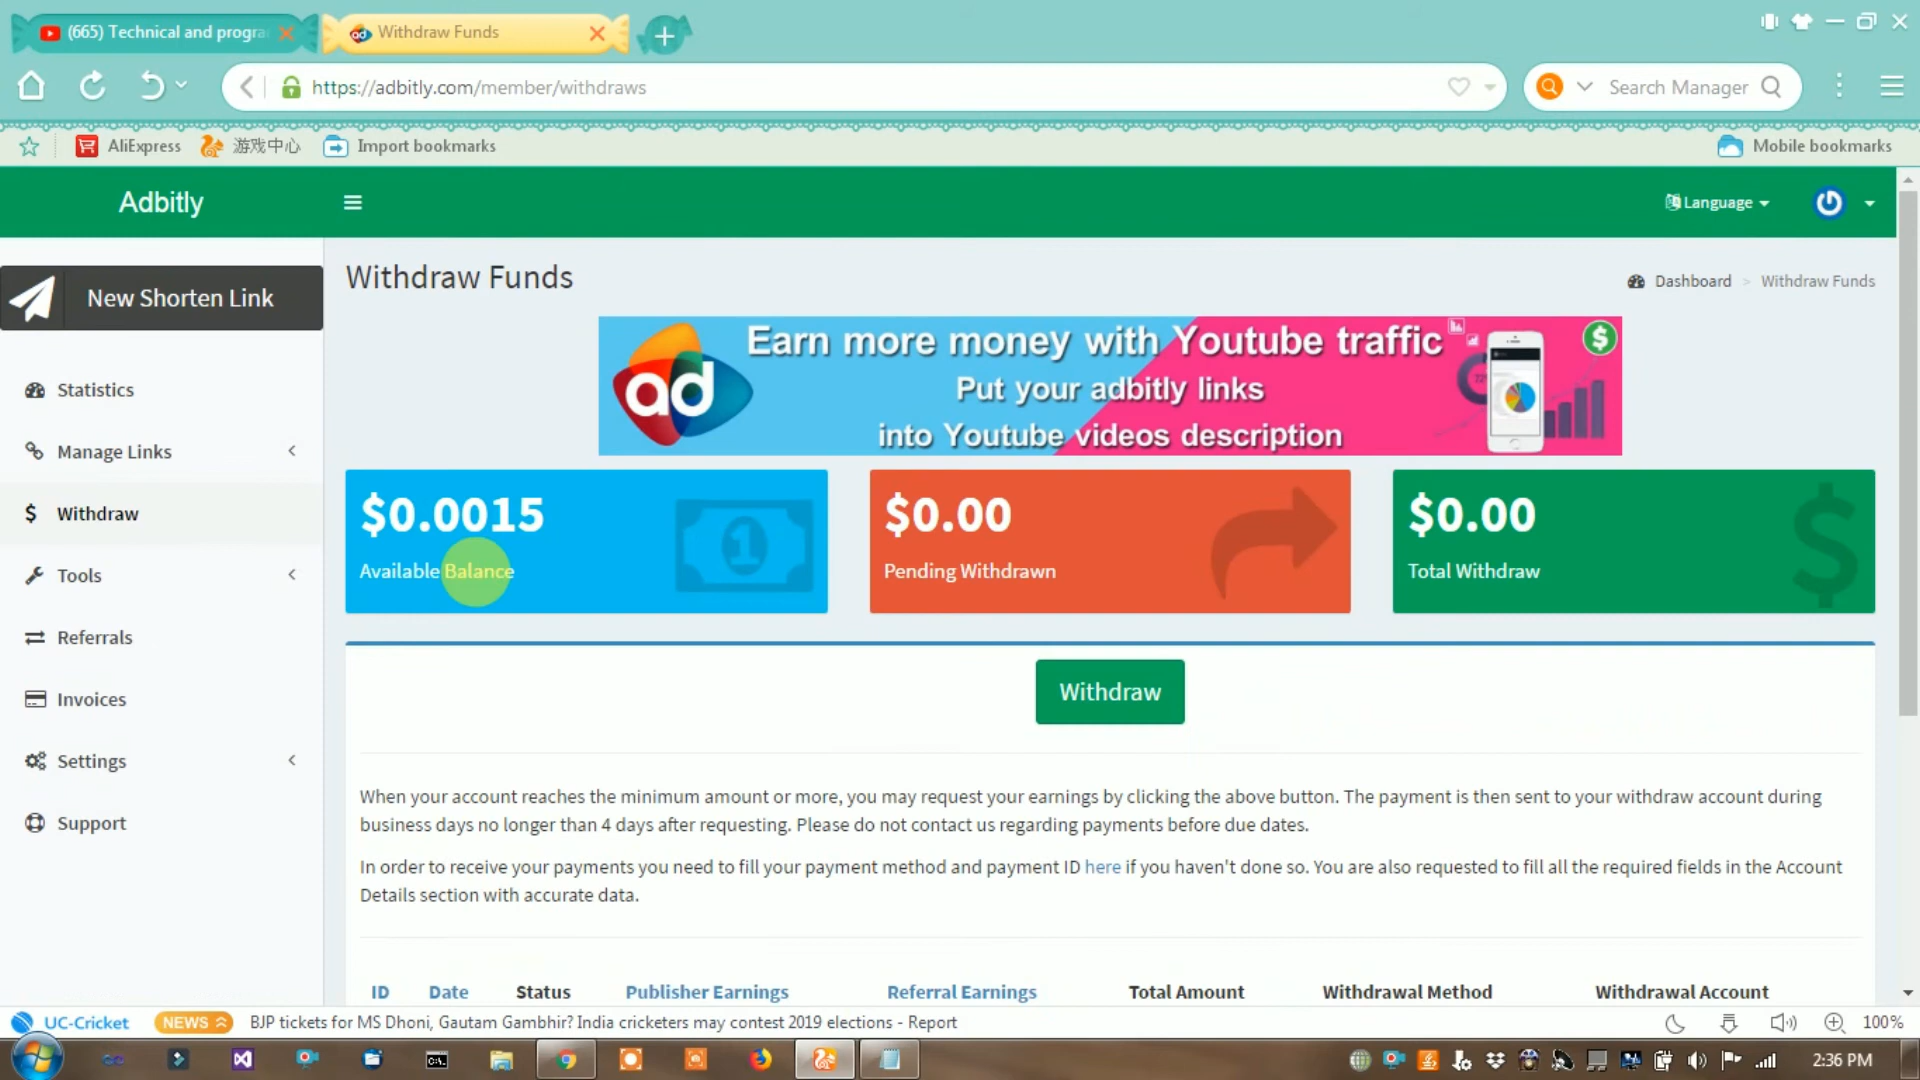 (665) Technical and progra
Withdraw Funds
https://adbitly.com/member/withdraws
Search Manager
AliExpress
游戏中心
Import bookmarks
Mobile bookmarks
Adbitly
Language
New Shorten Link
Withdraw Funds
Dashboard > Withdraw Funds
Statistics
Manage Links
Withdraw
Tools
Referrals
Invoices
Settings
Support
Earn more money with Youtube traffic
ad
Put your adbitly links
into Youtube videos description
$0.0015
Available Balance
$0.00
Pending Withdrawn
$0.00
Total Withdraw
Withdraw
When your account reaches the minimum amount or more, you may request your earnings by clicking the above button. The payment is then sent to your withdraw account during
business days no longer than 4 days after requesting. Please do not contact us regarding payments before due dates.
In order to receive your payments you need to fill your payment method and payment ID here if you haven't done so. You are also requested to fill all the required fields in the Account
Details section with accurate data.
ID Date Status Publisher Earnings Referral Earnings Total Amount Withdrawal Method Withdrawal Account
UC-Cricket
NEWS
BJP tickets for MS Dhoni, Gautam Gambhir? India cricketers may contest 2019 elections - Report
100%
2:36 PM